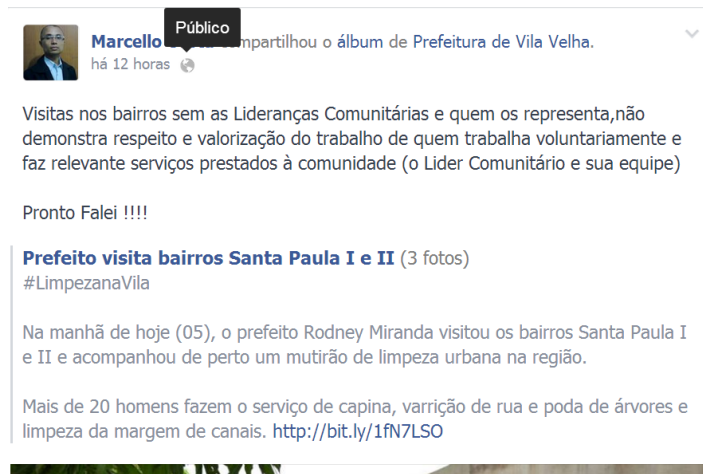 Público
Marcello compartilhou o álbum de Prefeitura de Vila Velha.
há 12 horas
Visitas nos bairros sem as Lideranças Comunitárias e quem os representa,não
demonstra respeito e valorização do trabalho de quem trabalha voluntariamente e
faz relevante serviços prestados à comunidade (o Lider Comunitário e sua equipe)
Pronto Falei !!!!
Prefeito visita bairros Santa Paula I e II (3 fotos)
#LimpezanaVila
Na manhã de hoje (05), o prefeito Rodney Miranda visitou os bairros Santa Paula I
e II e acompanhou de perto um mutirão de limpeza urbana na região.
Mais de 20 homens fazem o serviço de capina, varrição de rua e poda de árvores e
limpeza da margem de canais. http://bit.ly/1fN7LSO